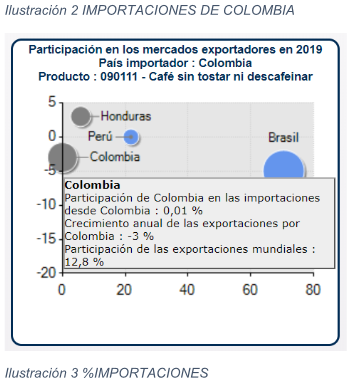 Ilustración 2 IMPORTACIONES DE COLOMBIA
Participación en los mercados exportadores en 2019
País importador : Colombia
Producto : 090111 - Café sin tostar ni descafeinar
5
Honduras
0
Perú
Brasil
Colombia
-5
Colombia
Participación de Colombia en las importaciones
desde Colombia : 0,01 %
-10
Crecimiento anual de las exportaciones por
Colombia : -3 %
-15
Participación de las exportaciones mundiales :
12,8 %
-20
0 20 40 60 80
Ilustración 3 %IMPORTACIONES